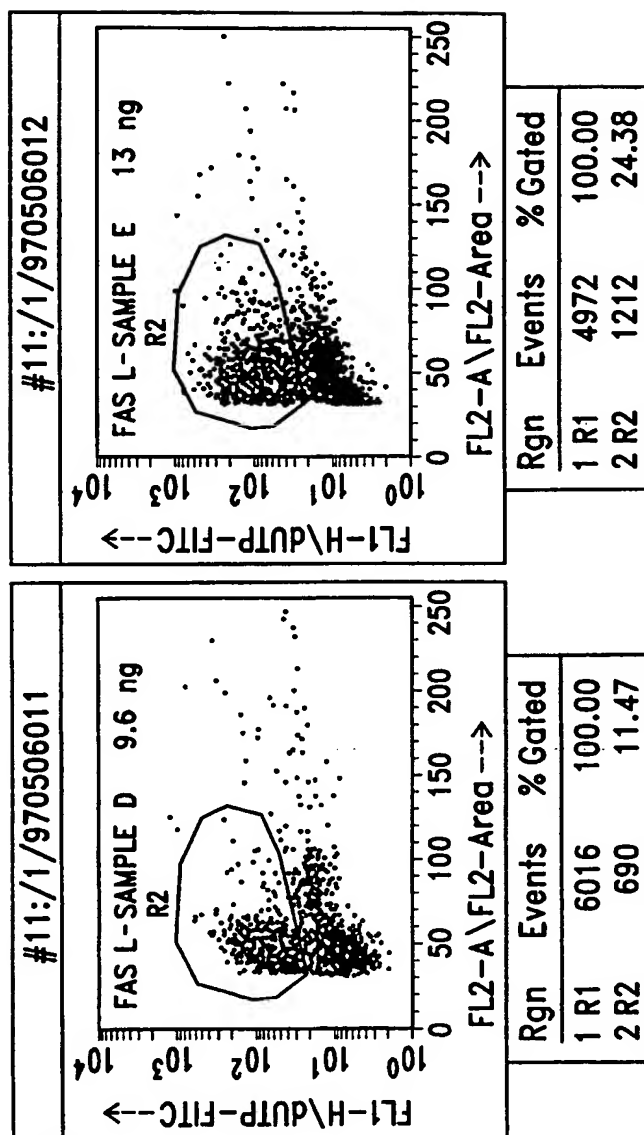 #11:/1/970506011
FAS L-SAMPLE D 9.6 ng
R2
FL1-H\dUTP-FITC--->
10⁴
10³
10²
10¹
10⁰
0 50 100 150 200 250
FL2-A\FL2-Area --->
Rgn Events % Gated
1 R1 6016 100.00
2 R2 690 11.47
#11:/1/970506012
FAS L-SAMPLE E 13 ng
R2
FL1-H\dUTP-FITC--->
10⁴
10³
10²
10¹
10⁰
0 50 100 150 200 250
FL2-A\FL2-Area --->
Rgn Events % Gated
1 R1 4972 100.00
2 R2 1212 24.38